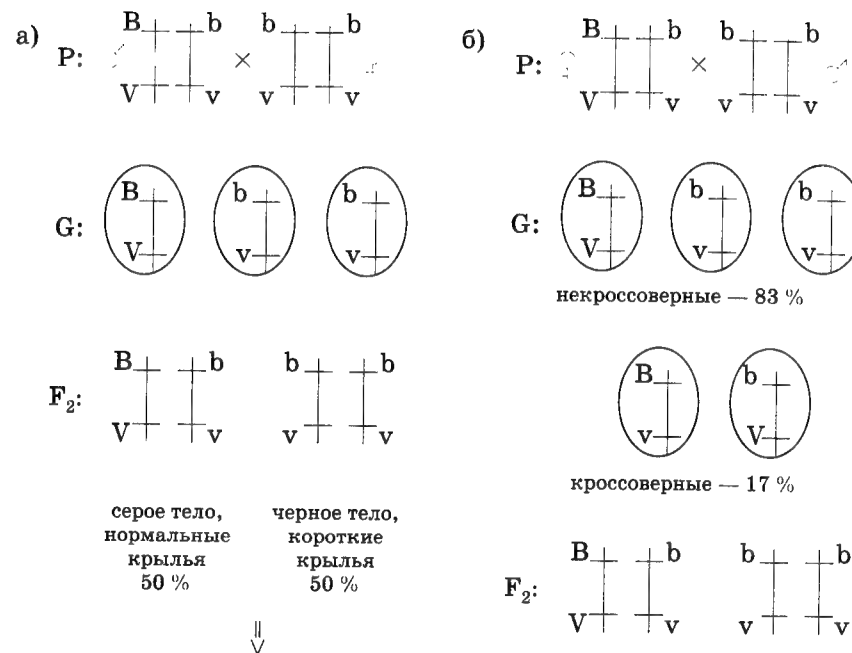 а)
P:
B b × b b
V v v v
G:
B b b
V v v
F₂:
B b b b
V v v v
серое тело, черное тело,
нормальные короткие
крылья крылья
50 % 50 %
б)
P:
B b × b b
V v v v
G:
B b b
V v v
некроссоверные — 83 %
B b
v V
кроссоверные — 17 %
F₂:
B b b b
V v v v